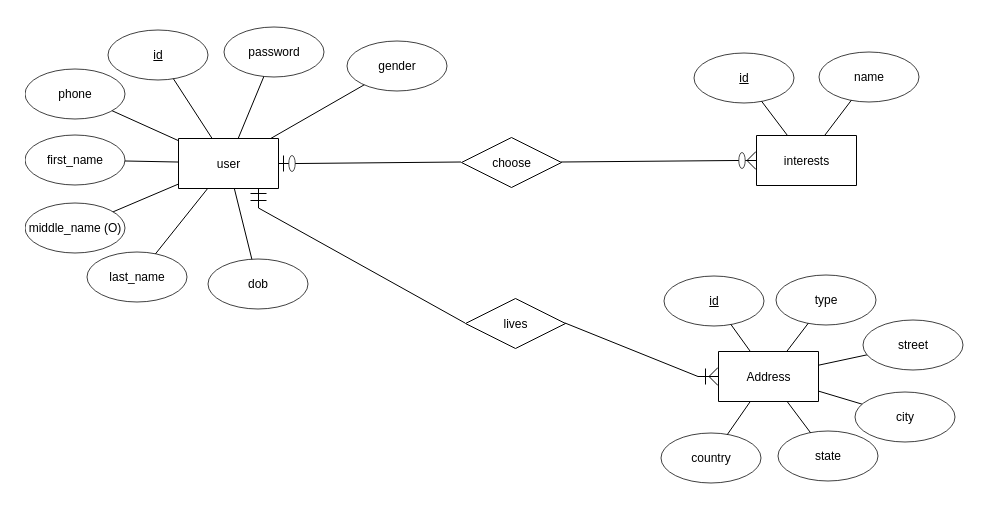 id
password
gender
phone
id
name
first_name
user
choose
interests
middle_name (O)
last_name
dob
id
type
lives
street
Address
city
country
state